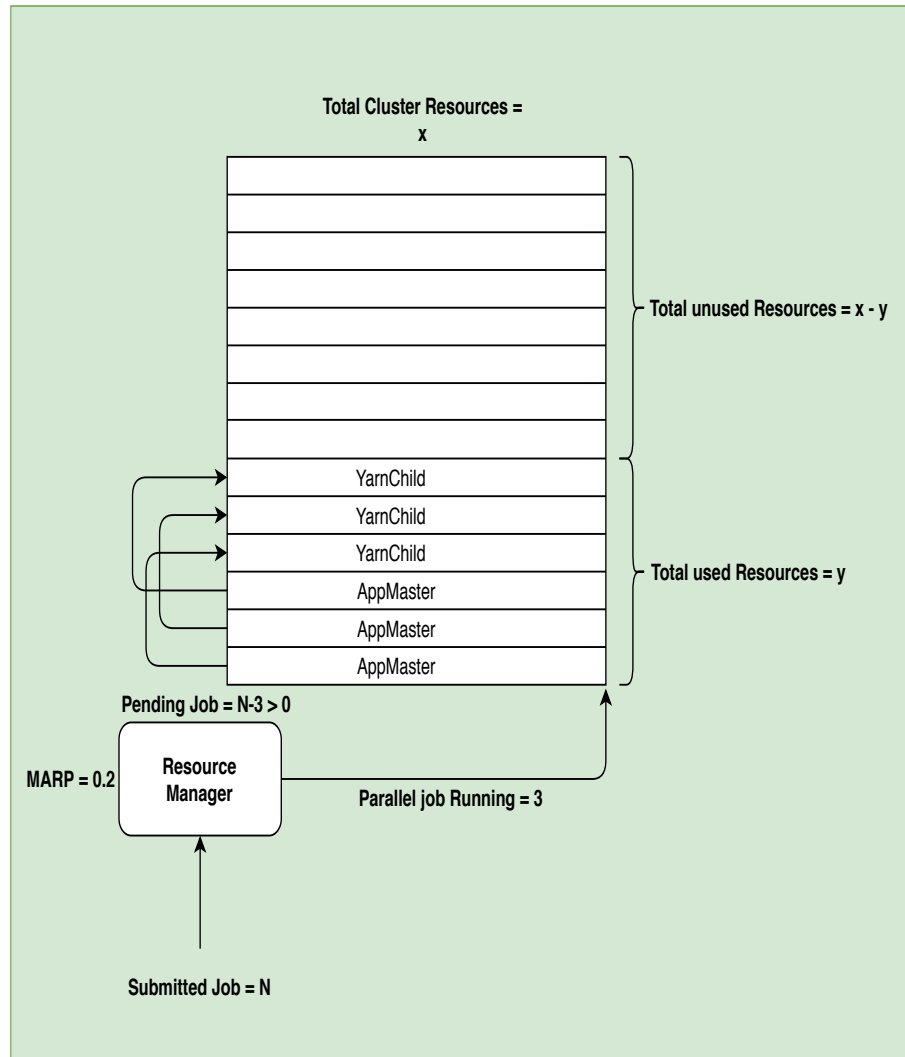 Total Cluster Resources =
x
Total unused Resources = x - y
YarnChild
YarnChild
YarnChild
Total used Resources = y
AppMaster
AppMaster
AppMaster
Pending Job = N-3 > 0
MARP = 0.2
Resource
Manager
Parallel job Running = 3
Submitted Job = N